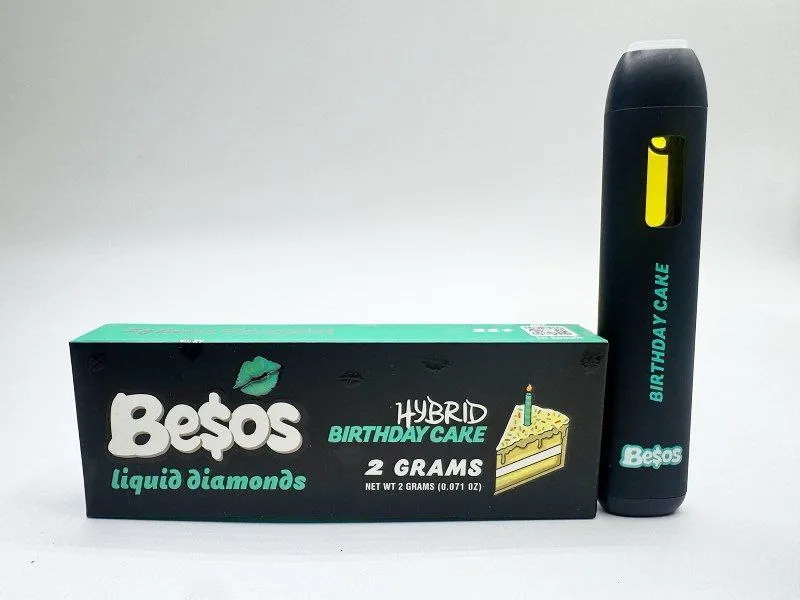 Be$os
liquid diamonds
HYBRID
BIRTHDAY CAKE
2 GRAMS
NET WT 2 GRAMS (0.071 OZ)
BIRTHDAY CAKE
Be$os